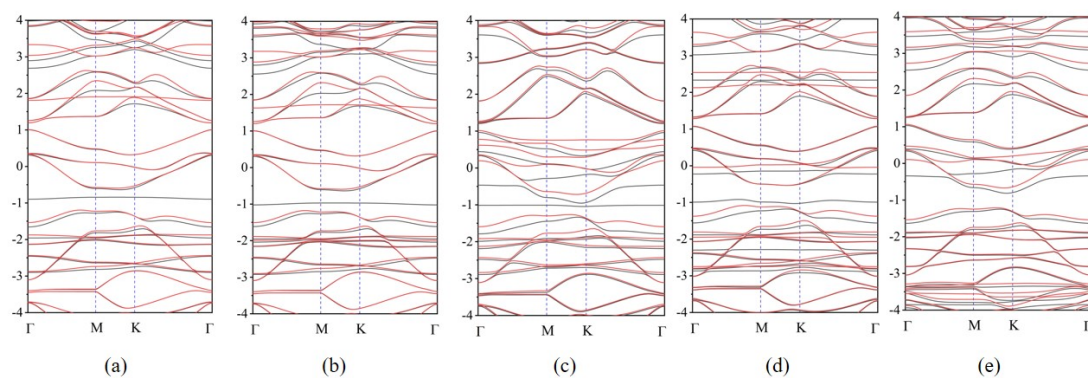 4 4 4 4 4
3 3 3 3 3
2 2 2 2 2
1 1 1 1 1
0 0 0 0 0
-1 -1 -1 -1 -1
-2 -2 -2 -2 -2
-3 -3 -3 -3 -3
-4 -4 -4 -4 -4
Γ M K Γ Γ M K Γ Γ M K Γ Γ M K Γ Γ M K Γ
(a) (b) (c) (d) (e)